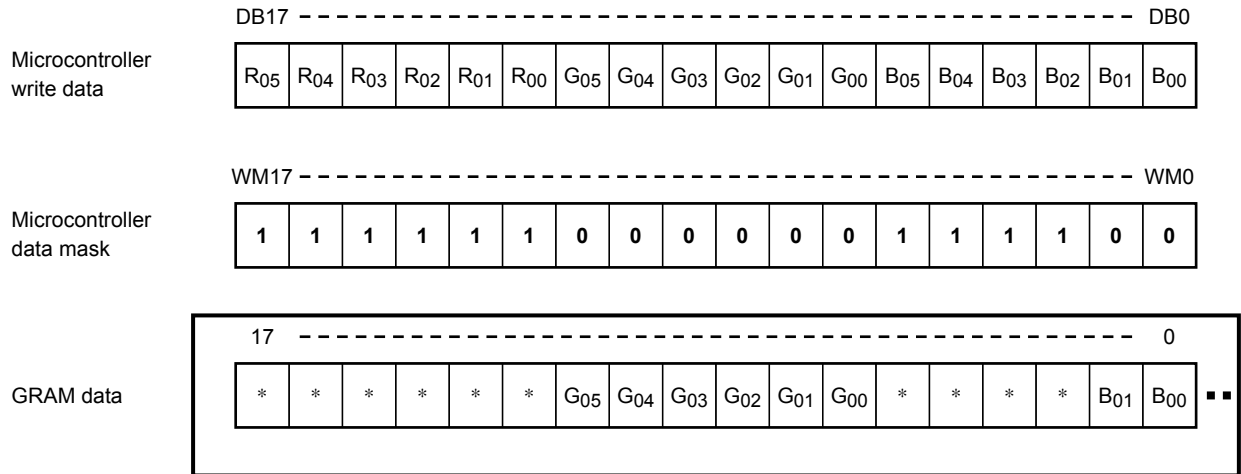 DB17 DB0
Microcontroller
write data
R05 R04 R03 R02 R01 R00 G05 G04 G03 G02 G01 G00 B05 B04 B03 B02 B01 B00
WM17 WM0
Microcontroller
data mask
1 1 1 1 1 1 0 0 0 0 0 0 1 1 1 1 0 0
17 0
GRAM data
* * * * * * G05 G04 G03 G02 G01 G00 * * * * B01 B00